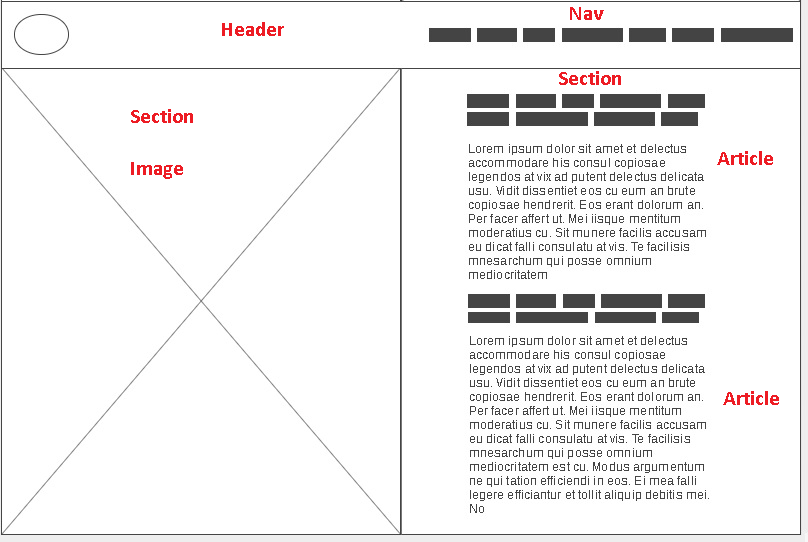 Header
Nav
Section
Image
Section
Lorem ipsum dolor sit amet et delectus
accommodare his consul copiosae
legendos at vix ad putent delectus delicata
usu. Vidit dissentiet eos cu eum an brute
copiosae hendrerit. Eos erant dolorum an.
Per facer affert ut. Mei iisque mentitum
moderatius cu. Sit munere facilis accusam
eu dicat falli consulatu at vis. Te facilisis
mnesarchum qui posse omnium
mediocritatem
Article
Lorem ipsum dolor sit amet et delectus
accommodare his consul copiosae
legendos at vix ad putent delectus delicata
usu. Vidit dissentiet eos cu eum an brute
copiosae hendrerit. Eos erant dolorum an.
Per facer affert ut. Mei iisque mentitum
moderatius cu. Sit munere facilis accusam
eu dicat falli consulatu at vis. Te facilisis
mnesarchum qui posse omnium
mediocritatem est cu. Modus argumentum
ne qui tation efficiendi in eos. Ei mea falli
legere efficiantur et tollit aliquip debitis mei.
No
Article